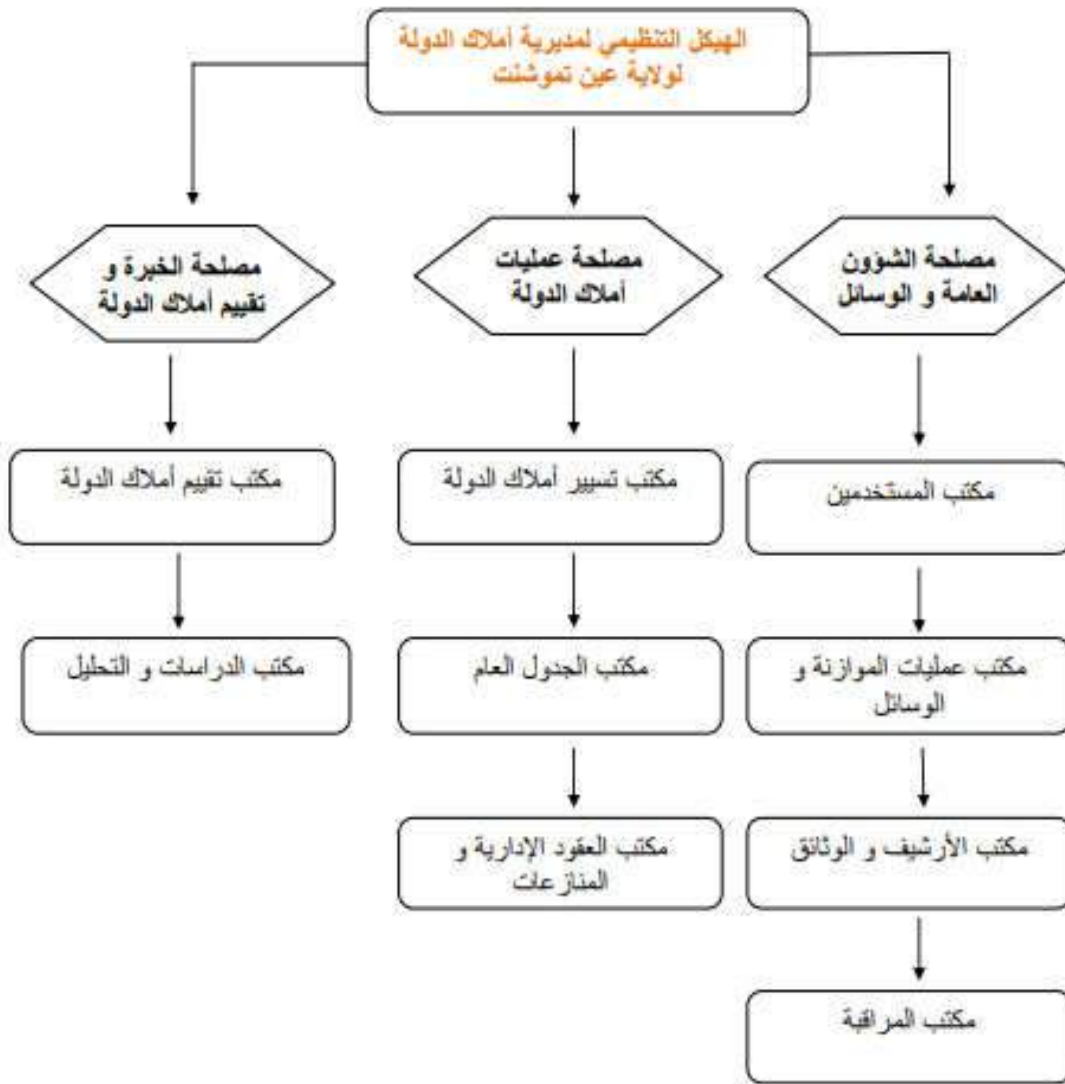 الهيكل التنظيمي لمديرية أملاك الدولة
لولاية عين تموشنت
مصلحة الشؤون
العامة و الوسائل
مصلحة عمليات
أملاك الدولة
مصلحة الخبرة و
تقييم أملاك الدولة
مكتب المستخدمين
مكتب تسيير أملاك الدولة
مكتب تقييم أملاك الدولة
مكتب عمليات الموازنة و
الوسائل
مكتب الجدول العام
مكتب الدراسات و التحليل
مكتب الأرشيف و الوثائق
مكتب العقود الإدارية و
المنازعات
مكتب المراقبة